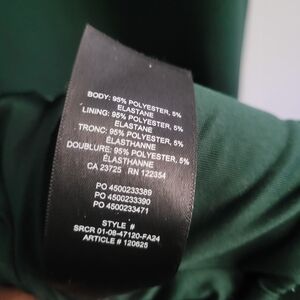 BODY: 95% POLYESTER, 5%
ELASTANE
LINING: 95% POLYESTER, 5%
ELASTANE
TRONC: 95% POLYESTER, 5%
ÉLASTHANNE
DOUBLURE: 95% POLYESTER, 5%
ÉLASTHANNE
CA 23725 RN 122354
PO 4500233389
PO 4500233390
PO 4500233471
STYLE #
SRCR 01-08-47120-FA24
ARTICLE # 120625